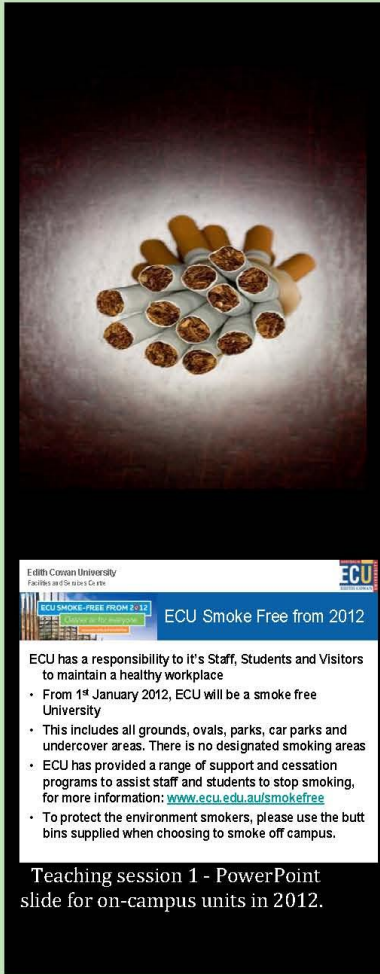 Edith Cowan University
Facilities and Services Centre
ECU
ECU SMOKE-FREE FROM 2012
Cleaner air for everyone
ECU Smoke Free from 2012
ECU has a responsibility to it's Staff, Students and Visitors
to maintain a healthy workplace
• From 1st January 2012, ECU will be a smoke free
University
• This includes all grounds, ovals, parks, car parks and
undercover areas. There is no designated smoking areas
• ECU has provided a range of support and cessation
programs to assist staff and students to stop smoking,
for more information: www.ecu.edu.au/smokefree
• To protect the environment smokers, please use the butt
bins supplied when choosing to smoke off campus.
Teaching session 1 - PowerPoint
slide for on-campus units in 2012.